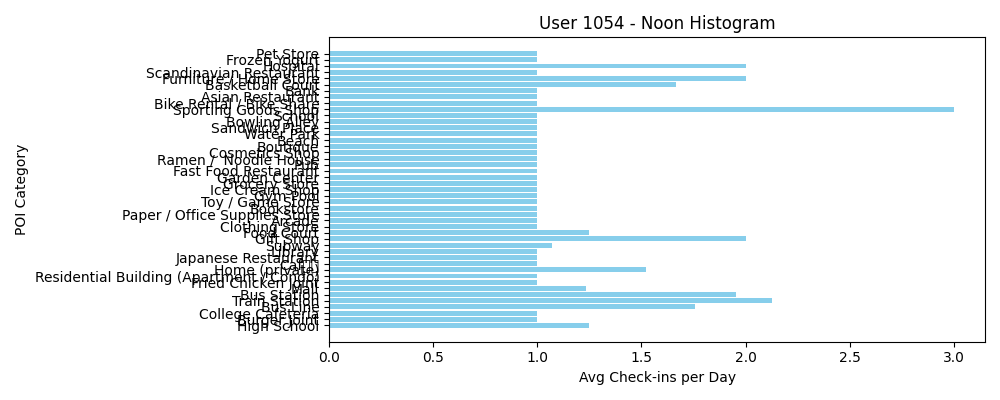 User 1054 - Noon Histogram
Pet Store
Frozen Yogurt
Hospital
Scandinavian Restaurant
Furniture / Home Store
Basketball Court
Bank
Asian Restaurant
Bike Rental / Bike Share
Sporting Goods Shop
School
Bowling Alley
Sandwich Place
Water Park
Beach
Boutique
Cosmetics Shop
Ramen / Noodle House
Pub
Fast Food Restaurant
Garden Center
Grocery Store
Ice Cream Shop
Gym Pool
Toy / Game Store
Bookstore
Paper / Office Supplies Store
Arcade
Clothing Store
Food Court
Gift Shop
Subway
Library
Japanese Restaurant
Home (private)
Residential Building (Apartment / Condo)
Fried Chicken Joint
Mall
Bus Station
Train Station
Bus Line
College Cafeteria
Burger Joint
High School
POI Category
0.0 0.5 1.0 1.5 2.0 2.5 3.0
Avg Check-ins per Day